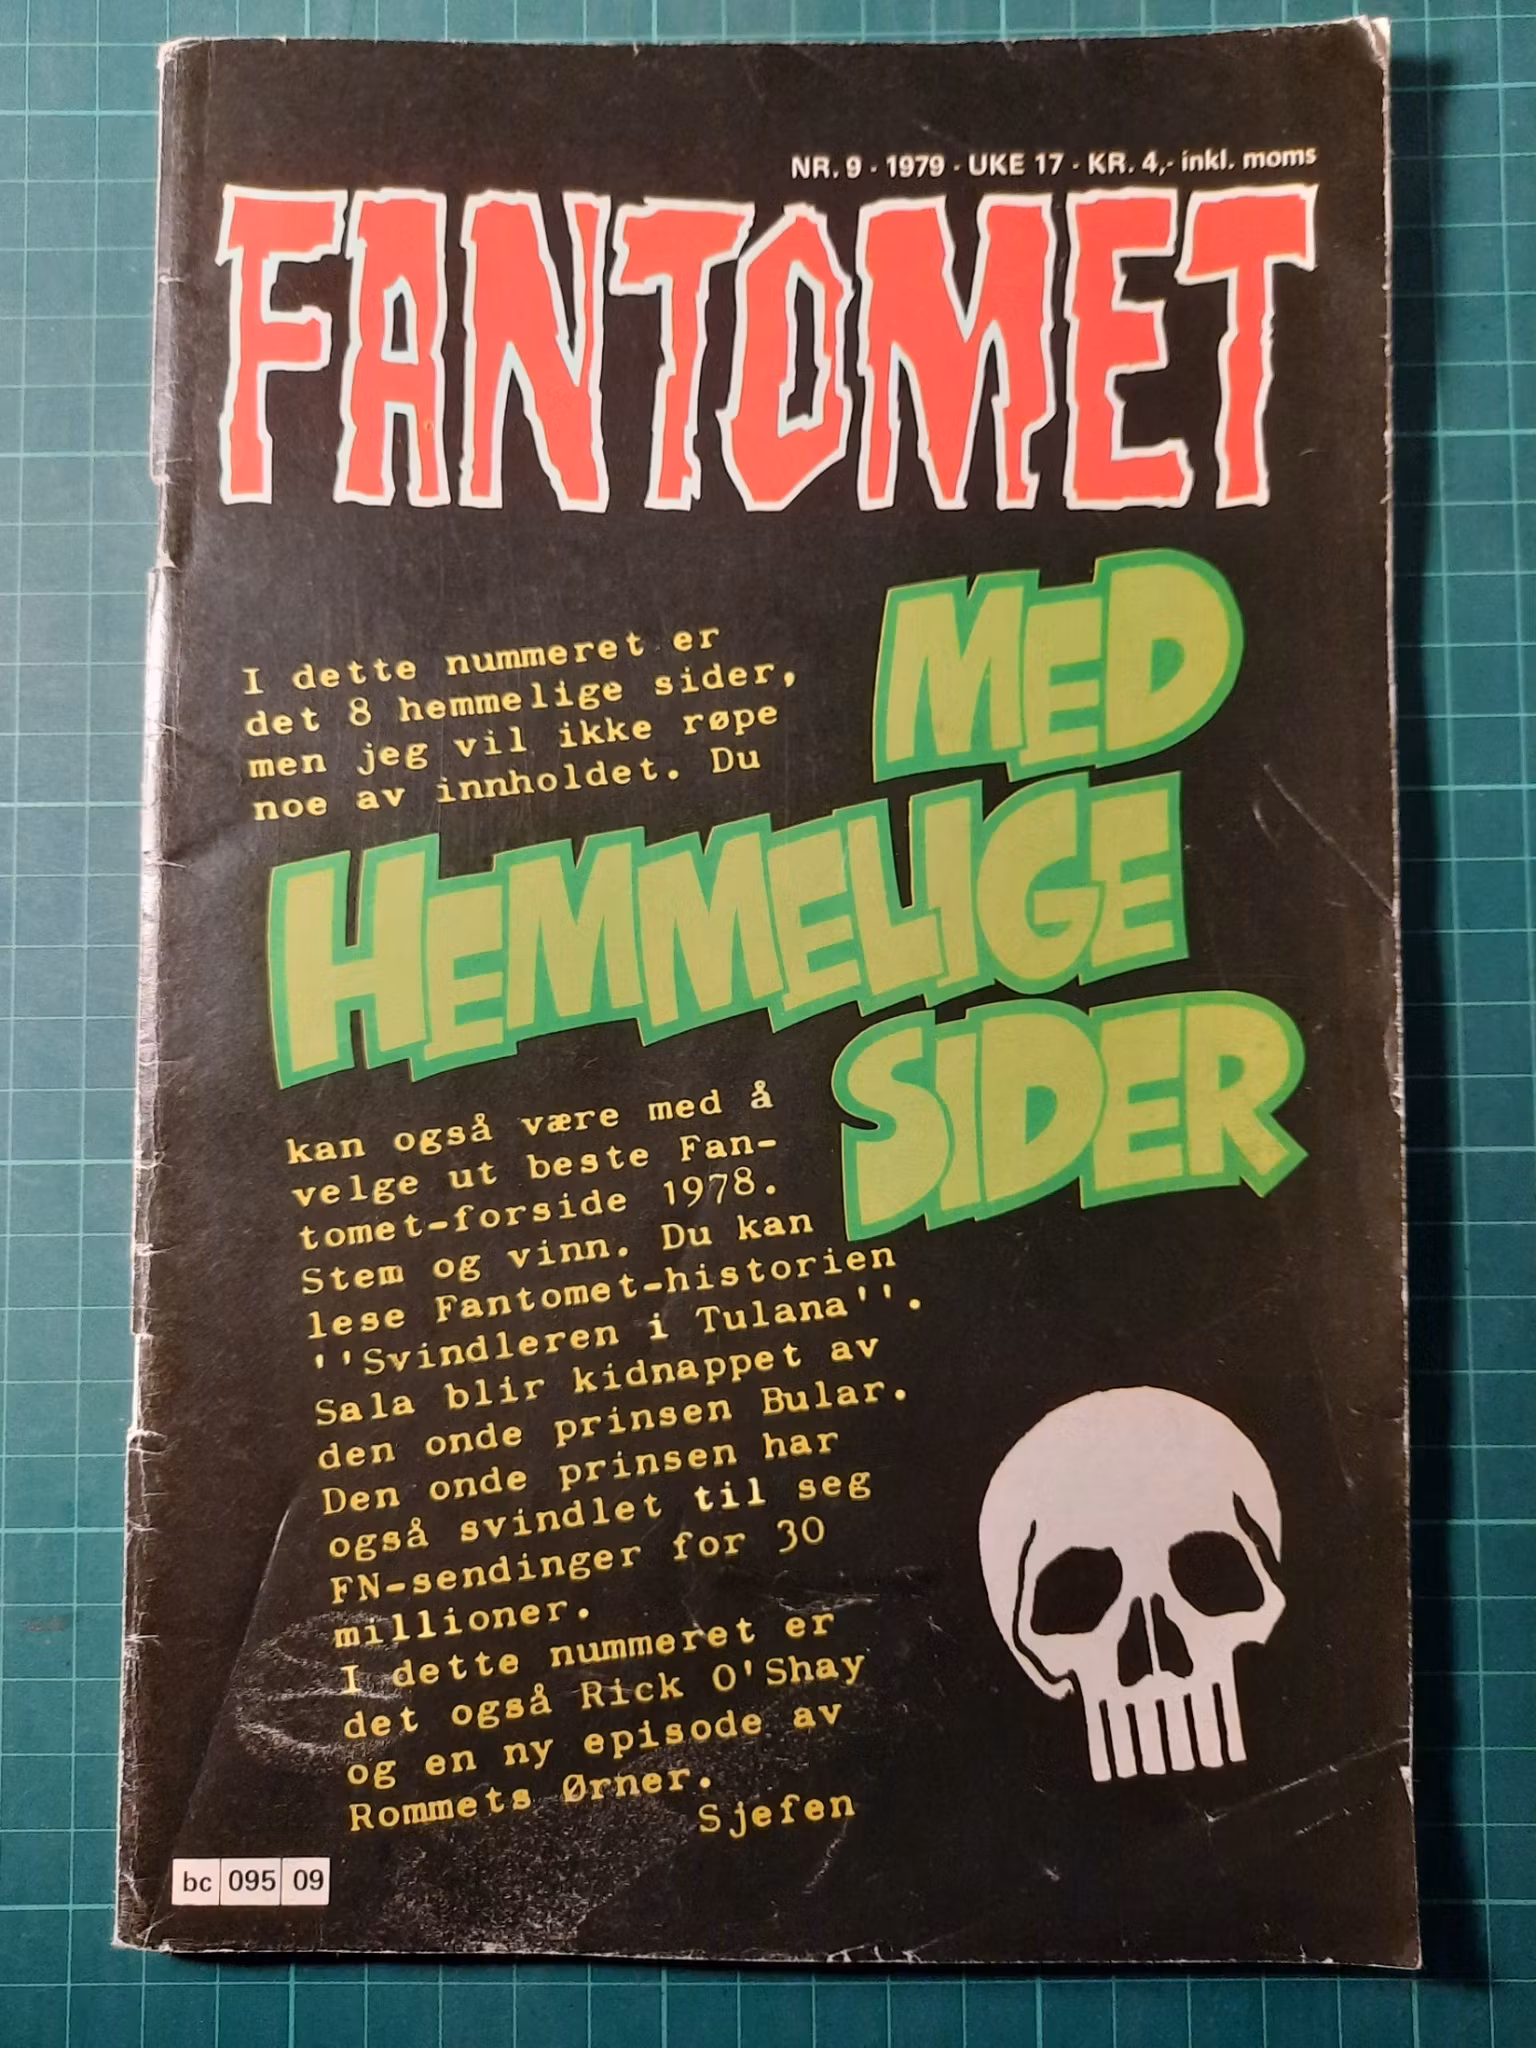 NR. 9 - 1979 - UKE 17 - KR. 4,- inkl. moms
FANTOMET
MED
HEMMELIGE
SIDER
I dette nummeret er
det 8 hemmelige sider,
men jeg vil ikke røpe
noe av innholdet. Du
kan også være med å
velge ut beste Fan-
tomet-forside 1978.
Stem og vinn. Du kan
lese Fantomet-historien
''Svindleren i Tulana''.
Sala blir kidnappet av
den onde prinsen Bular.
Den onde prinsen har
også svindlet til seg
FN-sendinger for 30
millioner.
I dette nummeret er
det også Rick O'Shay
og en ny episode av
Rommets Ørner.
Sjefen
bc 095 09